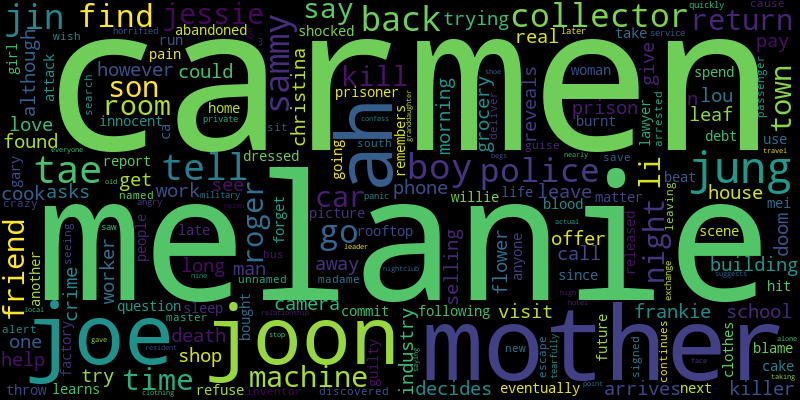 carmen
melanie
mother
joon
joe
ah
jung
tae
tell
find
back
collector
jessie
jin
say
trying
return
pay
town
sammy
kill
boy
police
car
go
roger
friend
son
room
time
machine
night
li
however
although
could
girl
attack
love
found
cook
asks
get
report
work
worker
crime
one
help
try
shop
death
man
long
late
see
dressed
home
innocent
pain
run
abandoned
wish
horrified
search
private
christina
shocked
prisoner
going
remembers
morning
grocery
deliver
guise
reveals
real
woman
take
give
prison
burnt
lawyer
arrested
lou
leaf
debt
spend
passenger
quickly
later
service
use
save
beat
mei
house
scene
doom
building
hit
school
clothes
blame
cake
taking
alone
killer
next
arrives
decides
eventually
visit
following
signed
future
frankie
continues
exchange
leaving
released
matter
leave
life
since
call
offer
anyone
flower
selling
phone
willie
blood
rooftop
picture
away
camera
madame
unnamed
forget
bus
sit
south
confess
granddaughter
nightclub
leader
industry
commit
guilty
discovered
inventor
refuse
bought
sleep
master
question
relationship
stop
resident
clothing
gave
factory
learns
throw
alert
local
another
seeing
crazy
gary
named
old
saw
angry
people
military
everyone
panic
nearly
tearfully
escape
new
actual
suggests
travel
point
face
hotel
high
shoe